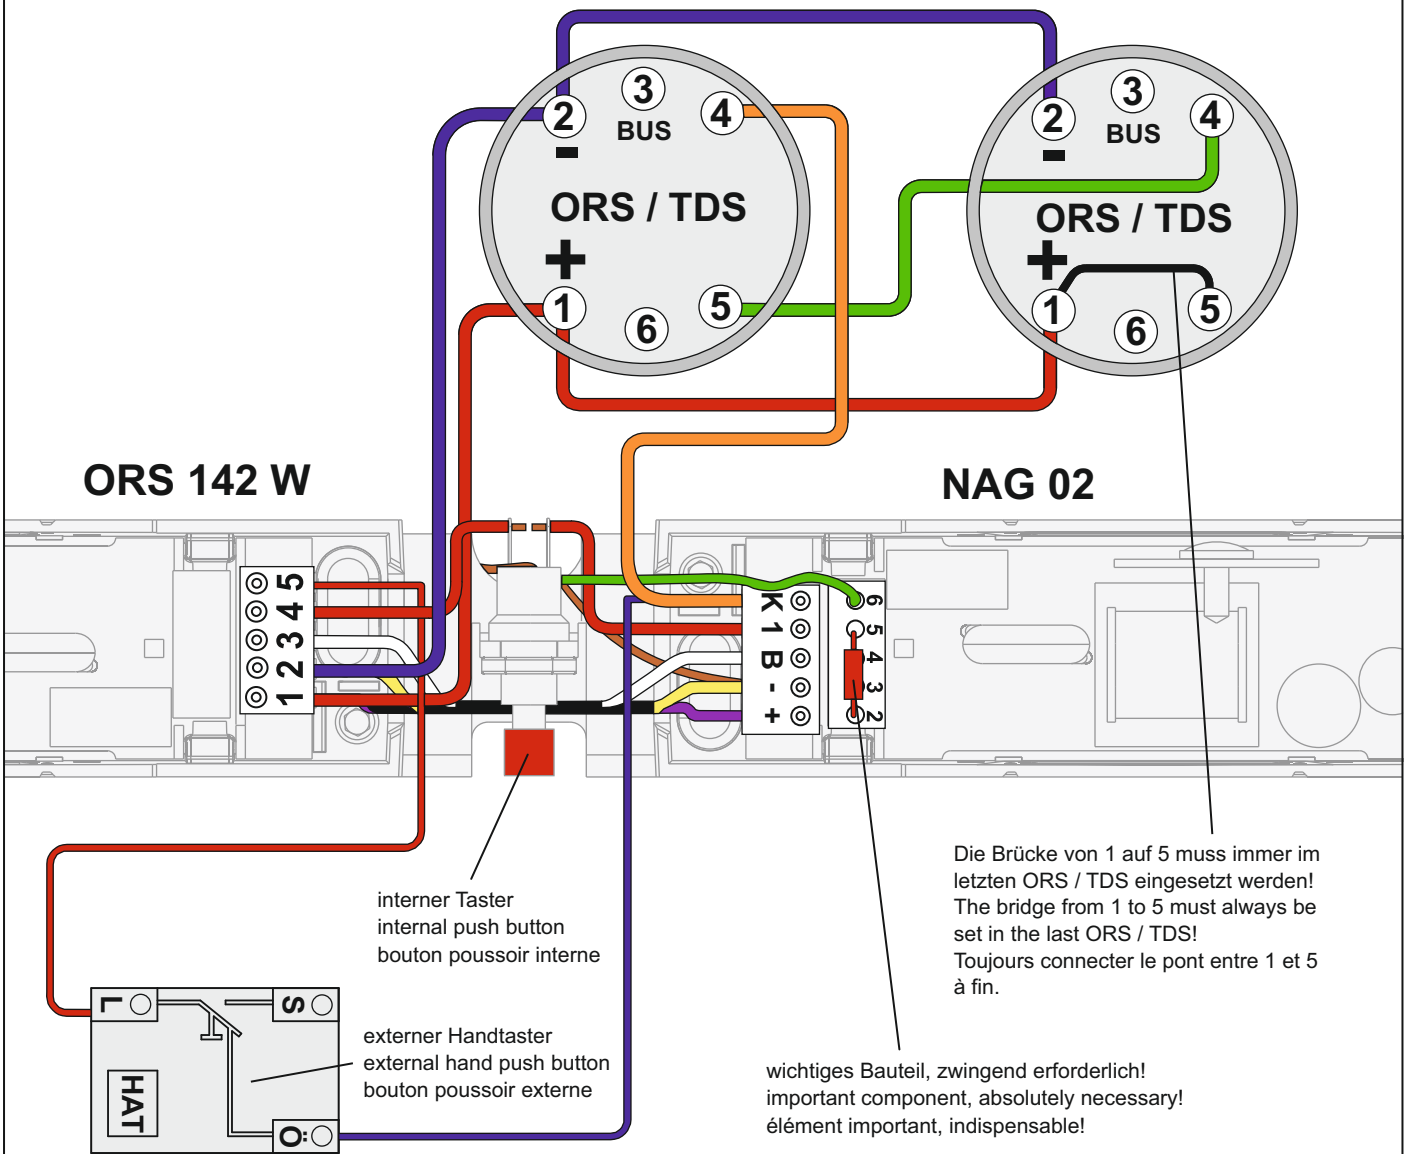 2
3
BUS
4
-
ORS / TDS
+
1
6
5
2
3
BUS
4
-
ORS / TDS
+
1
6
5
ORS 142 W
NAG 02
5
4
3
2
1
K
1
B
-
+
6
5
4
3
2
interner Taster
internal push button
bouton poussoir interne
Die Brücke von 1 auf 5 muss immer im
letzten ORS / TDS eingesetzt werden!
The bridge from 1 to 5 must always be
set in the last ORS / TDS!
Toujours connecter le pont entre 1 et 5
à fin.
L
S
HAT
Ö
externer Handtaster
external hand push button
bouton poussoir externe
wichtiges Bauteil, zwingend erforderlich!
important component, absolutely necessary!
élément important, indispensable!